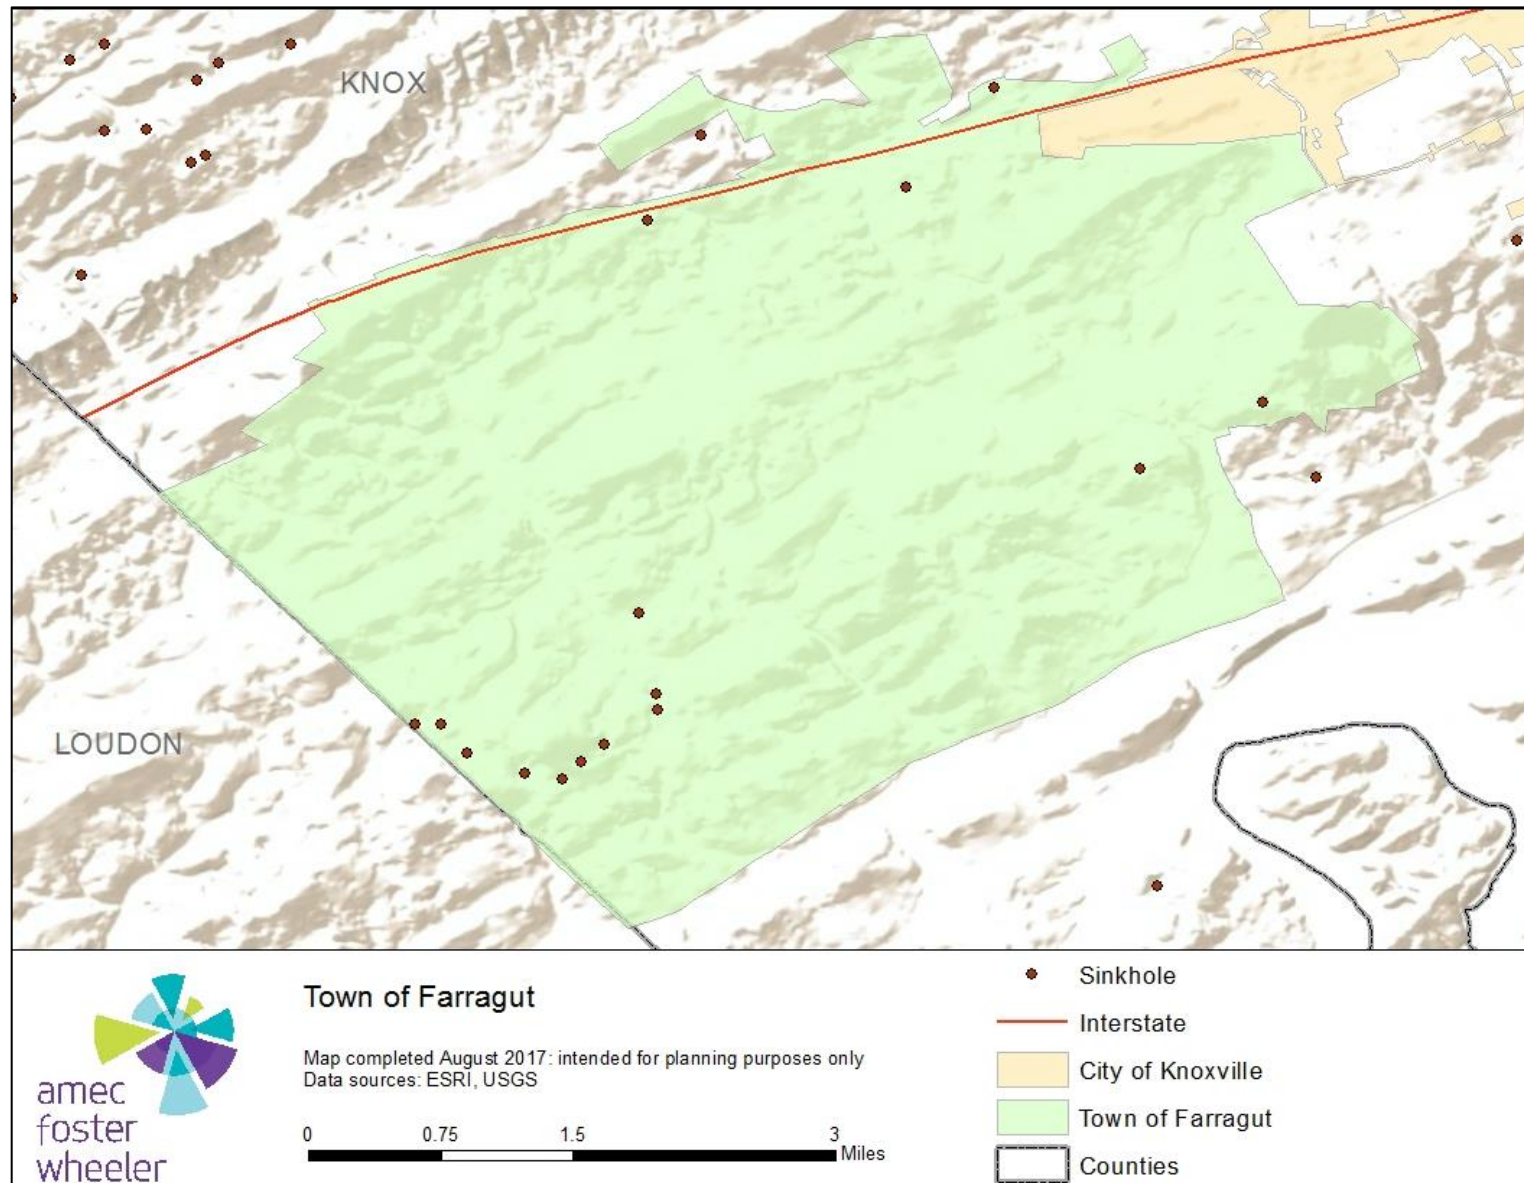 KNOX
LOUDON
Town of Farragut
Map completed August 2017: intended for planning purposes only
Data sources: ESRI, USGS
0 0.75 1.5 3
Miles
amec
foster
wheeler
Sinkhole
Interstate
City of Knoxville
Town of Farragut
Counties